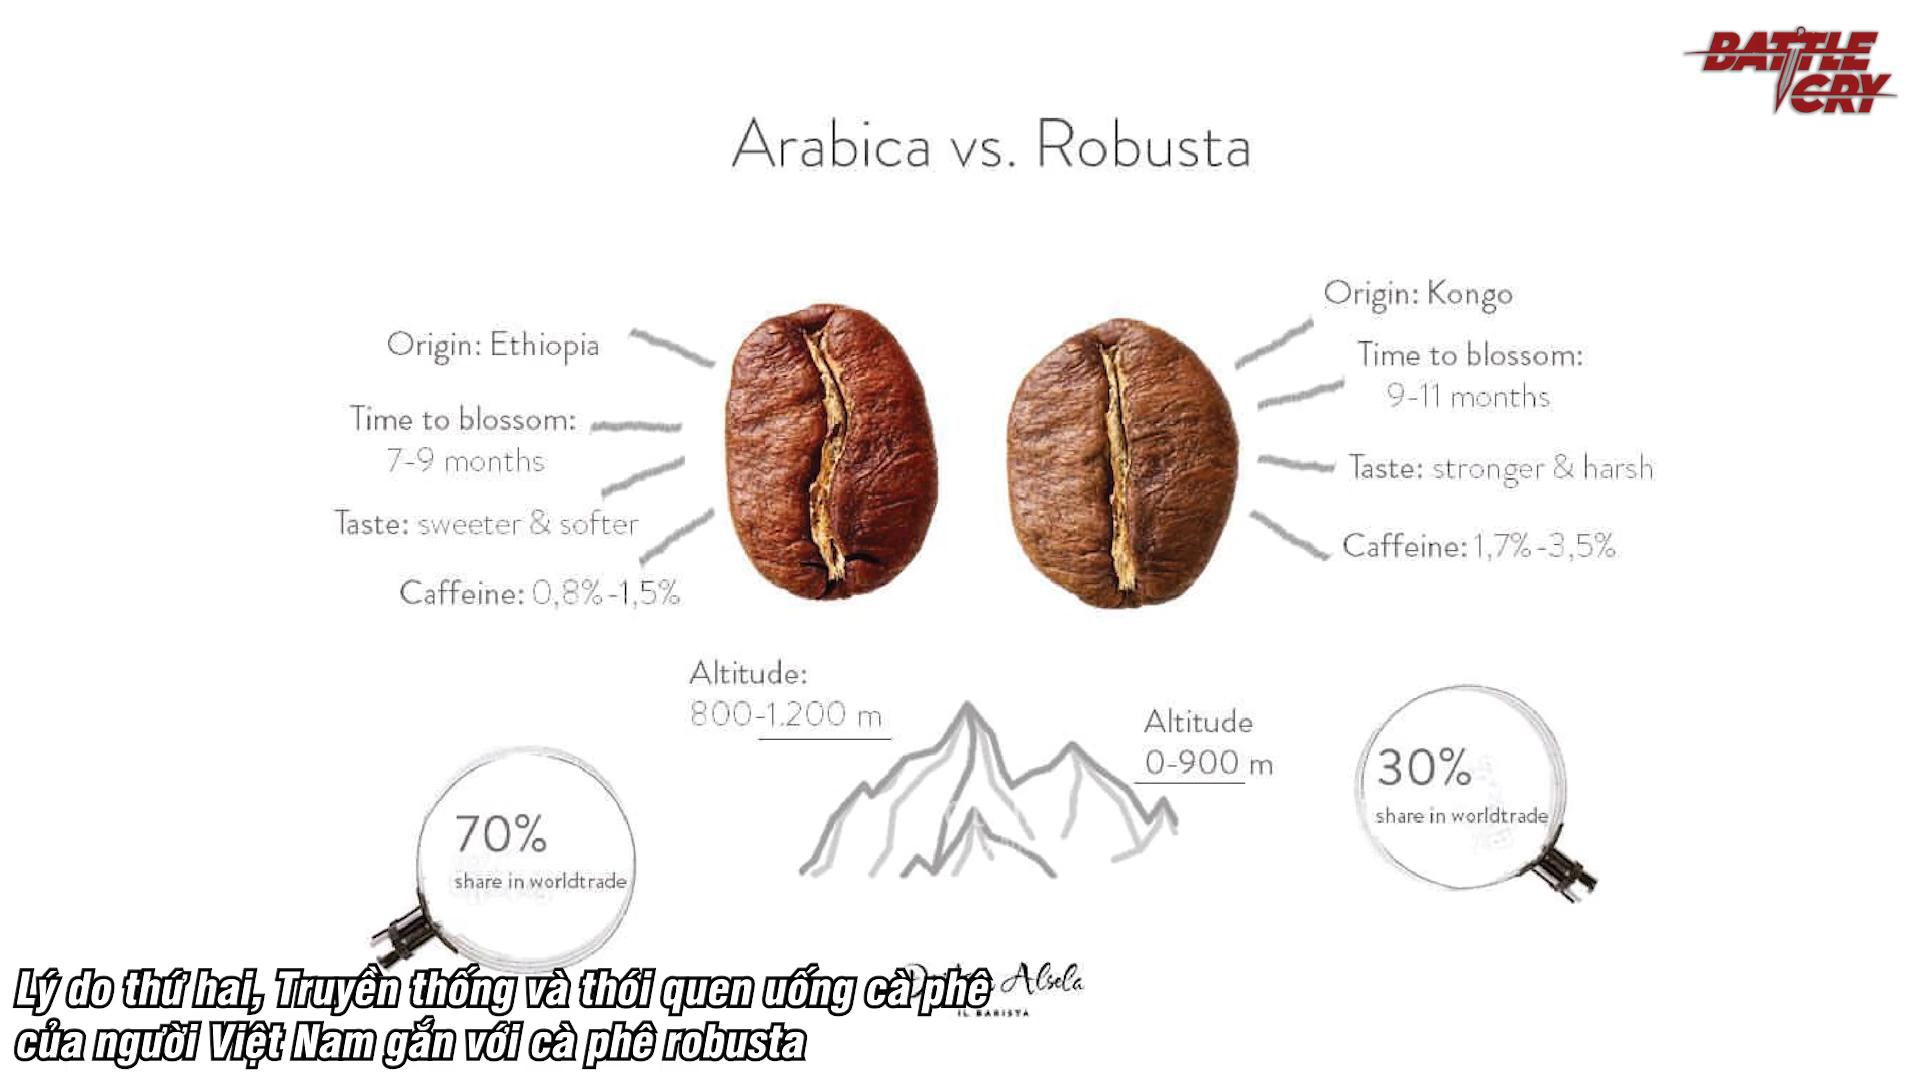 BATTLE
CRY
Arabica vs. Robusta
Origin: Ethiopia
Time to blossom:
7-9 months
Taste: sweeter & softer
Caffeine: 0,8%-1,5%
Origin: Kongo
Time to blossom:
9-11 months
Taste: stronger & harsh
Caffeine: 1,7%-3,5%
Altitude:
800-1.200 m
Altitude
0-900 m
70%
share in worldtrade
30%
share in worldtrade
Alsela
IL BARISTA
Lý do thứ hai, Truyền thống và thói quen uống cà phê
của người Việt Nam gắn với cà phê robusta